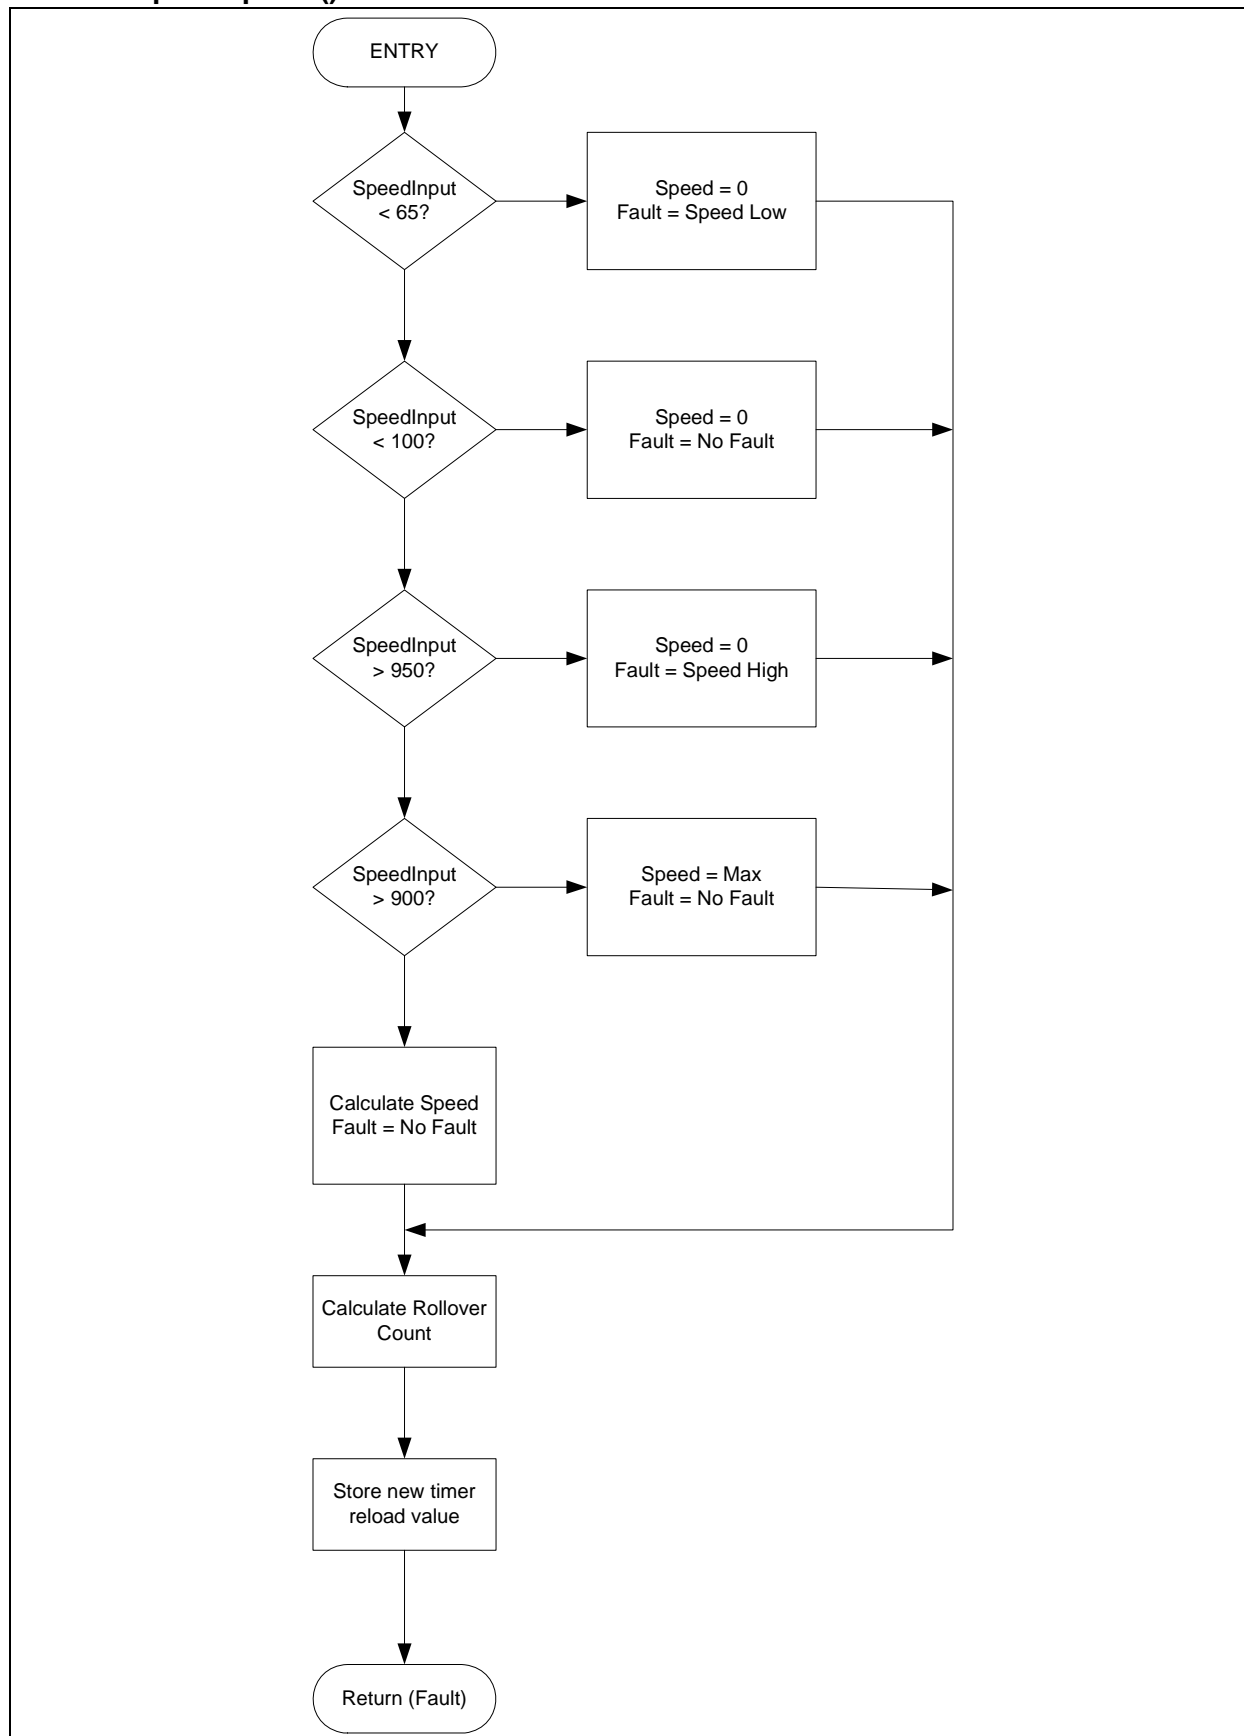 ENTRY
SpeedInput
< 65?
Speed = 0
Fault = Speed Low
SpeedInput
< 100?
Speed = 0
Fault = No Fault
SpeedInput
> 950?
Speed = 0
Fault = Speed High
SpeedInput
> 900?
Speed = Max
Fault = No Fault
Calculate Speed
Fault = No Fault
Calculate Rollover
Count
Store new timer
reload value
Return (Fault)